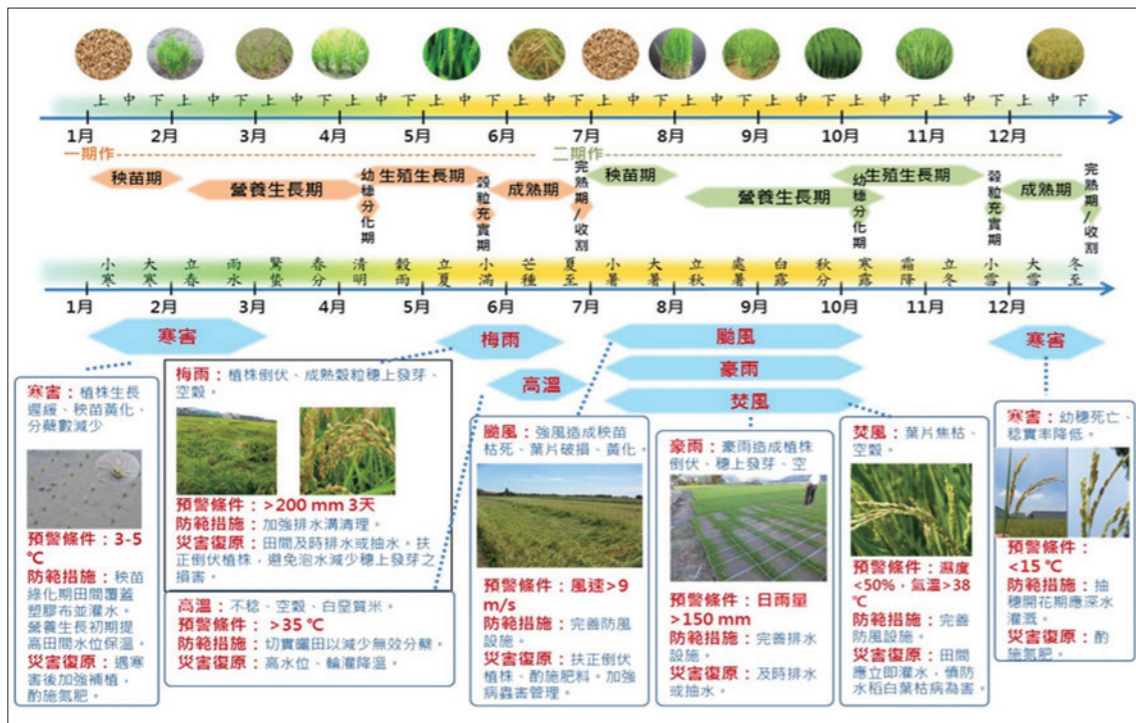 上 中 下 上 中 下 上 中 下 上 中 下 上 中 下 上 中 下 上 中 下 上 中 下 上 中 下 上 中 下 上 中 下 上 中 下
1月 2月 3月 4月 5月 6月 7月 8月 9月 10月 11月 12月
一期作 二期作
秧苗期
營養生長期
幼穗分化期
生殖生長期
穀粒充實期
成熟期
完熟期/收割
秧苗期
營養生長期
幼穗分化期
生殖生長期
穀粒充實期
成熟期
完熟期/收割
小寒 大寒 立春 雨水 驚蟄 春分 清明 穀雨 立夏 小滿 芒種 夏至 小暑 大暑 立秋 處暑 白露 秋分 寒露 霜降 立冬 小雪 大雪 冬至
1月 2月 3月 4月 5月 6月 7月 8月 9月 10月 11月 12月
寒害 梅雨 颱風 寒害
高溫 豪雨
焚風
寒害：植株生長
遲緩、秧苗黃化、
分蘗數減少
預警條件：3-5
℃
防範措施：秧苗
綠化期田間覆蓋
塑膠布並灌水。
營養生長初期提
高田間水位保溫。
災害復原：遇寒
害後加強補植，
酌施氮肥。
梅雨：植株倒伏、成熟穀粒穗上發芽、
空穀。
預警條件：>200 mm 3天
防範措施：加強排水溝清理。
災害復原：田間及時排水或抽水。扶
正倒伏植株，避免泡水減少穗上發芽之
損害。
高溫：不稔、空穀、白堊質米。
預警條件：>35 ℃
防範措施：切實曬田以減少無效分蘗。
災害復原：高水位、輪灌降溫。
颱風：強風造成秧苗
枯死、葉片破損、黃化。
預警條件：風速>9
m/s
防範措施：完善防風
設施。
災害復原：扶正倒伏
植株、酌施肥料。加強
病蟲害管理。
豪雨：豪雨造成植株
倒伏、穗上發芽、空
預警條件：日雨量
>150 mm
防範措施：完善排水
設施。
災害復原：及時排水
或抽水。
焚風：葉片焦枯、
空穀。
預警條件：濕度
<50%，氣溫>38
℃
防範措施：完善
防風設施。
災害復原：田間
應立即灌水，慎防
水稻白葉枯病為害。
寒害：幼穗死亡、
稔實率降低。
預警條件：
<15 ℃
防範措施：抽
穗開花期應深水
灌溉。
災害復原：酌
施氮肥。